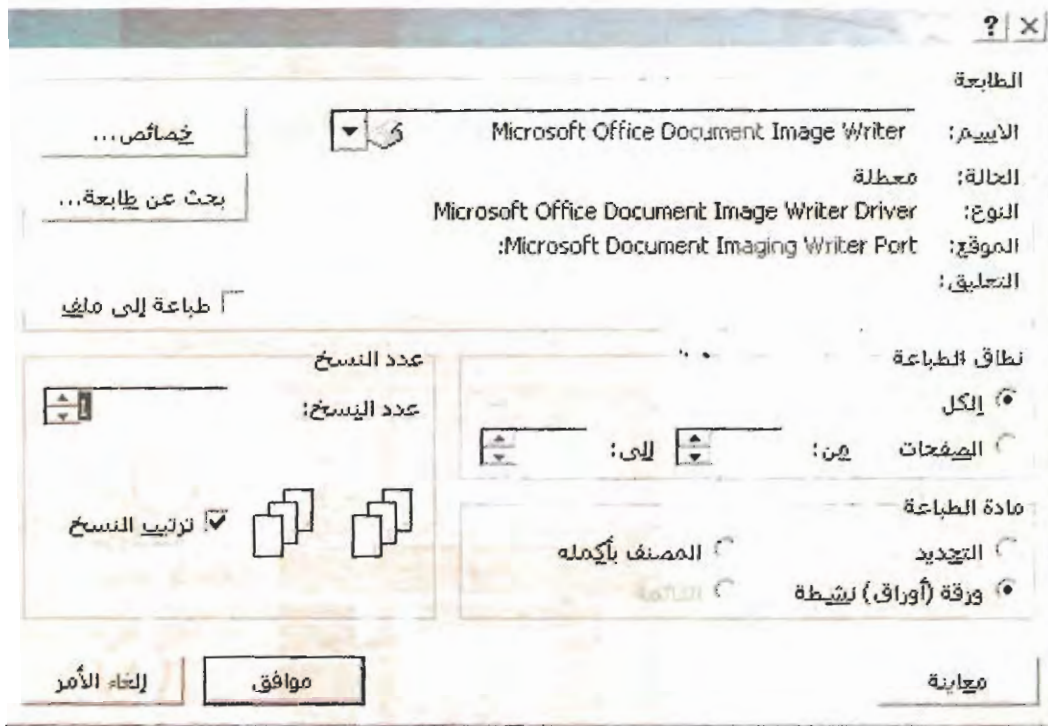 ? ×
الطابعة
الاسم: Microsoft Office Document Image Writer خصائص...
الحالة: معطلة
بحث عن طابعة...
النوع: Microsoft Office Document Image Writer Driver
الموقع: Microsoft Document Imaging Writer Port:
التعليق:
طباعة إلى ملف
نطاق الطباعة
الكل
الصفحات من: إلى:
عدد النسخ
عدد النسخ: 1
ترتيب النسخ
مادة الطباعة
التحديد المصنف بأكمله
ورقة (أوراق) نشيطة
معاينة موافق إلغاء الأمر